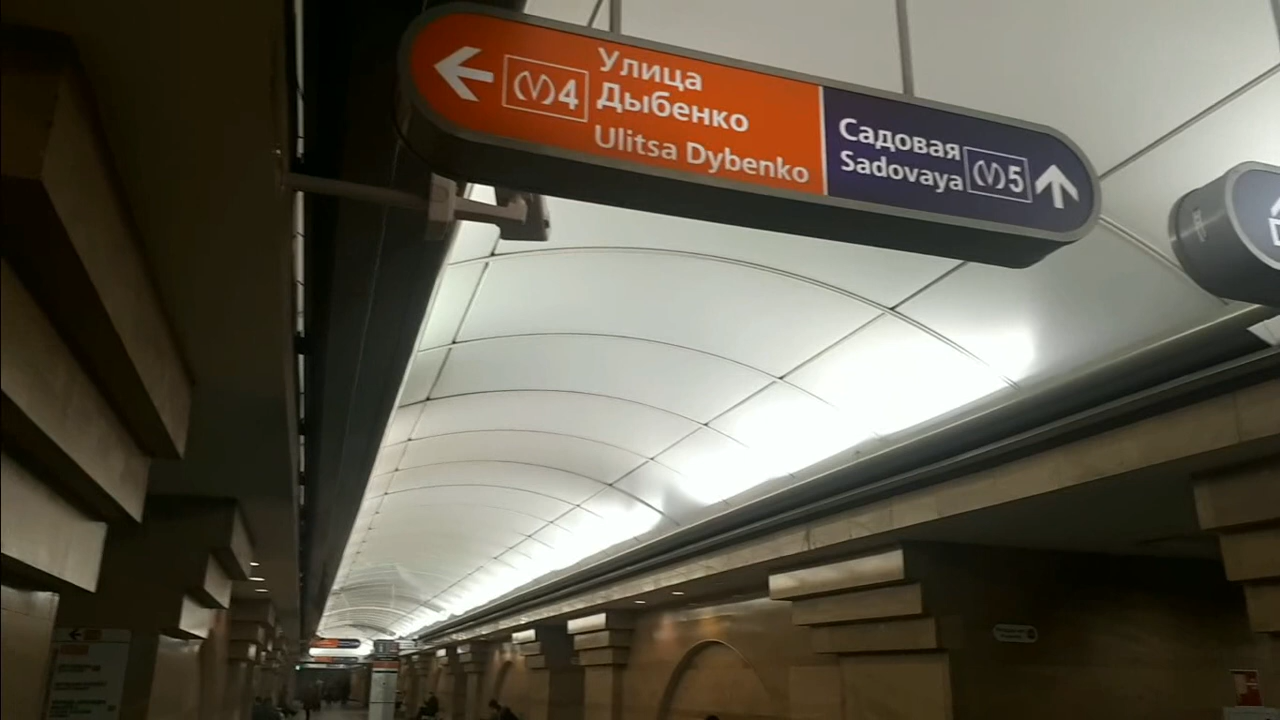 4
Улица
Дыбенко
Ulitsa Dybenko
Садовая
Sadovaya
5